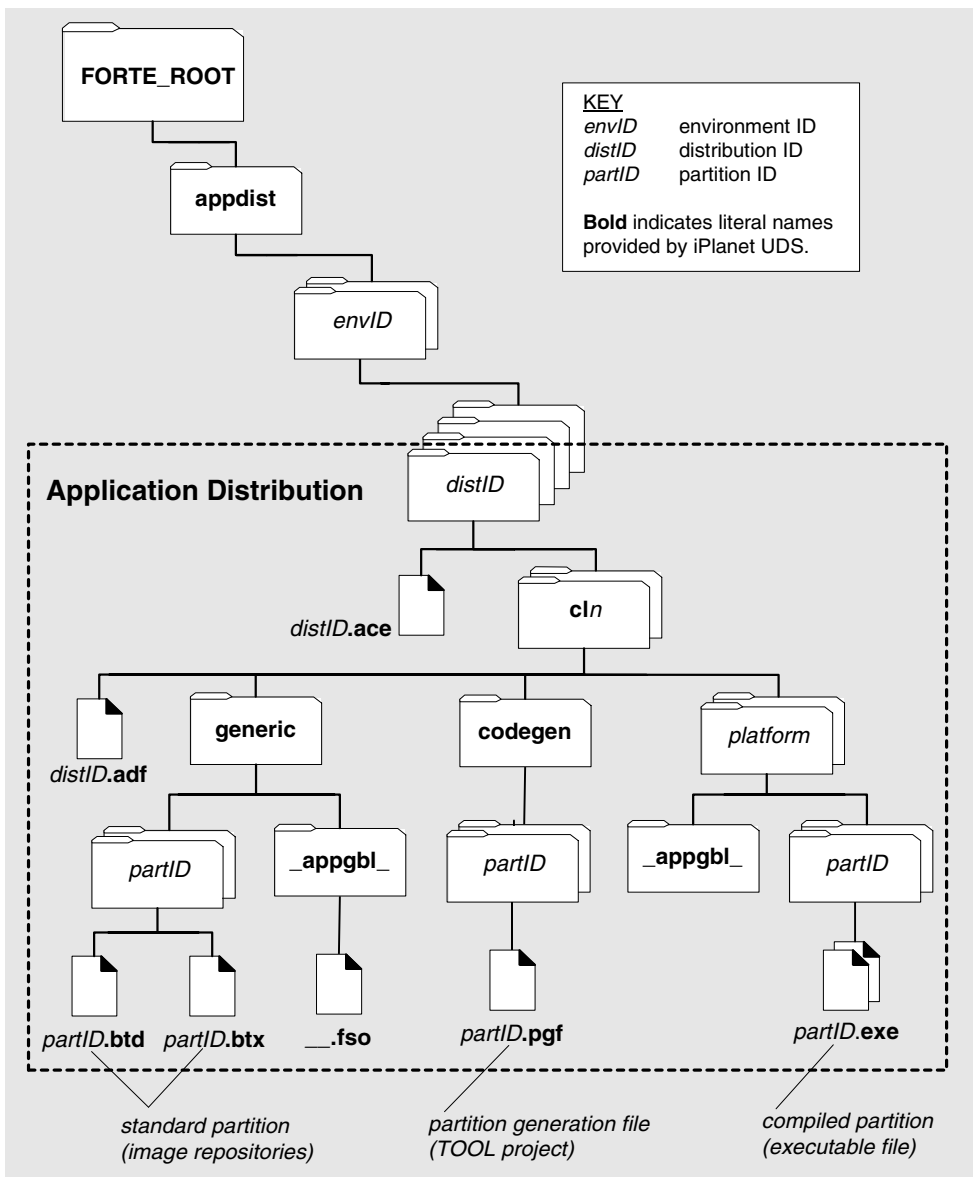 FORTE_ROOT
KEY
envID environment ID
distID distribution ID
partID partition ID
Bold indicates literal names
provided by iPlanet UDS.
appdist
envID
distID
Application Distribution
distID.ace
cln
distID.adf
generic
codegen
platform
partID
_appgbl_
partID
_appgbl_
partID
partID.btd
partID.btx
__.fso
partID.pgf
partID.exe
standard partition
(image repositories)
partition generation file
(TOOL project)
compiled partition
(executable file)